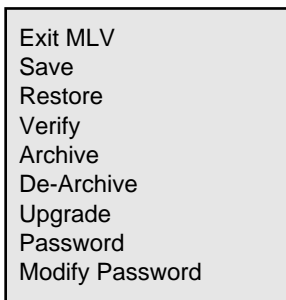 Exit MLV
Save
Restore
Verify
Archive
De-Archive
Upgrade
Password
Modify Password